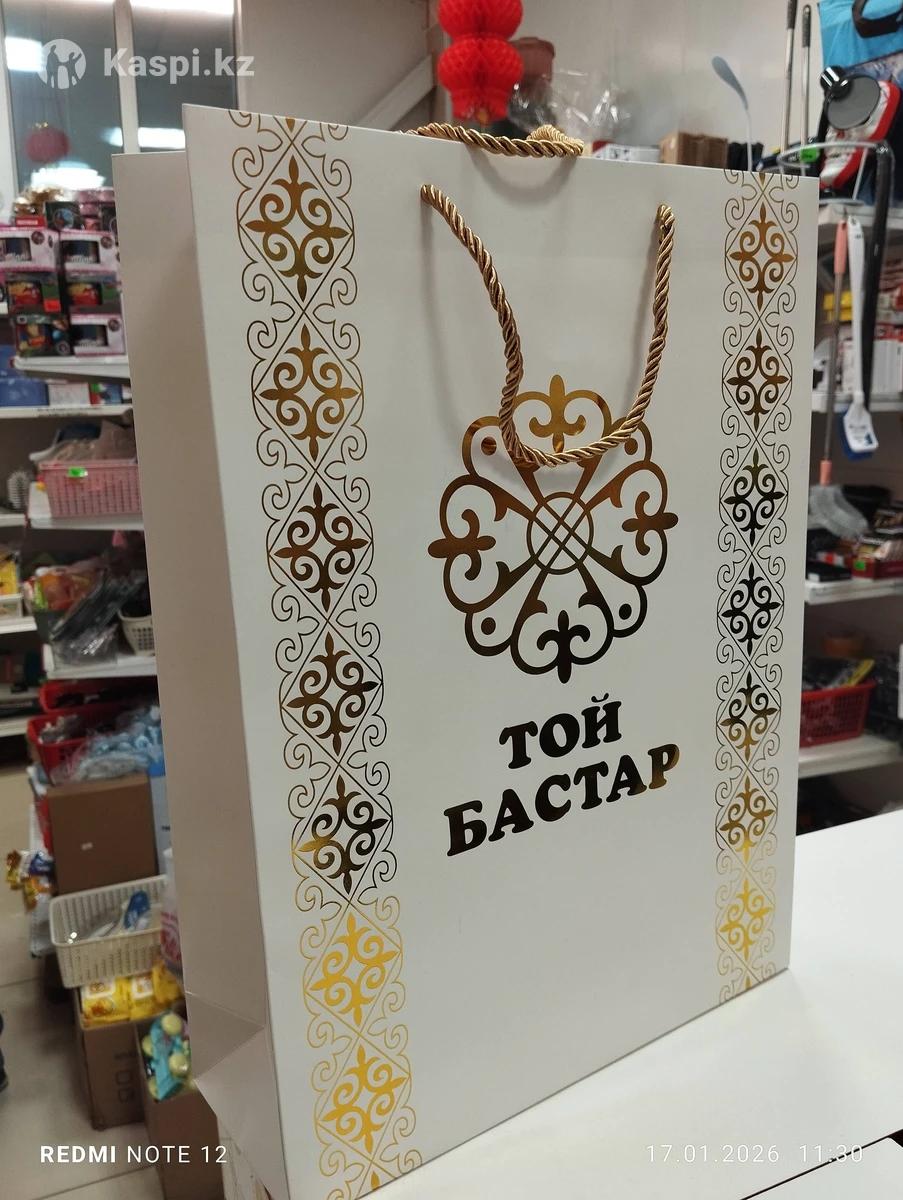 Kaspi.kz
ТОЙ
БАСТАР
REDMI NOTE 12
17.01.2026 11:30